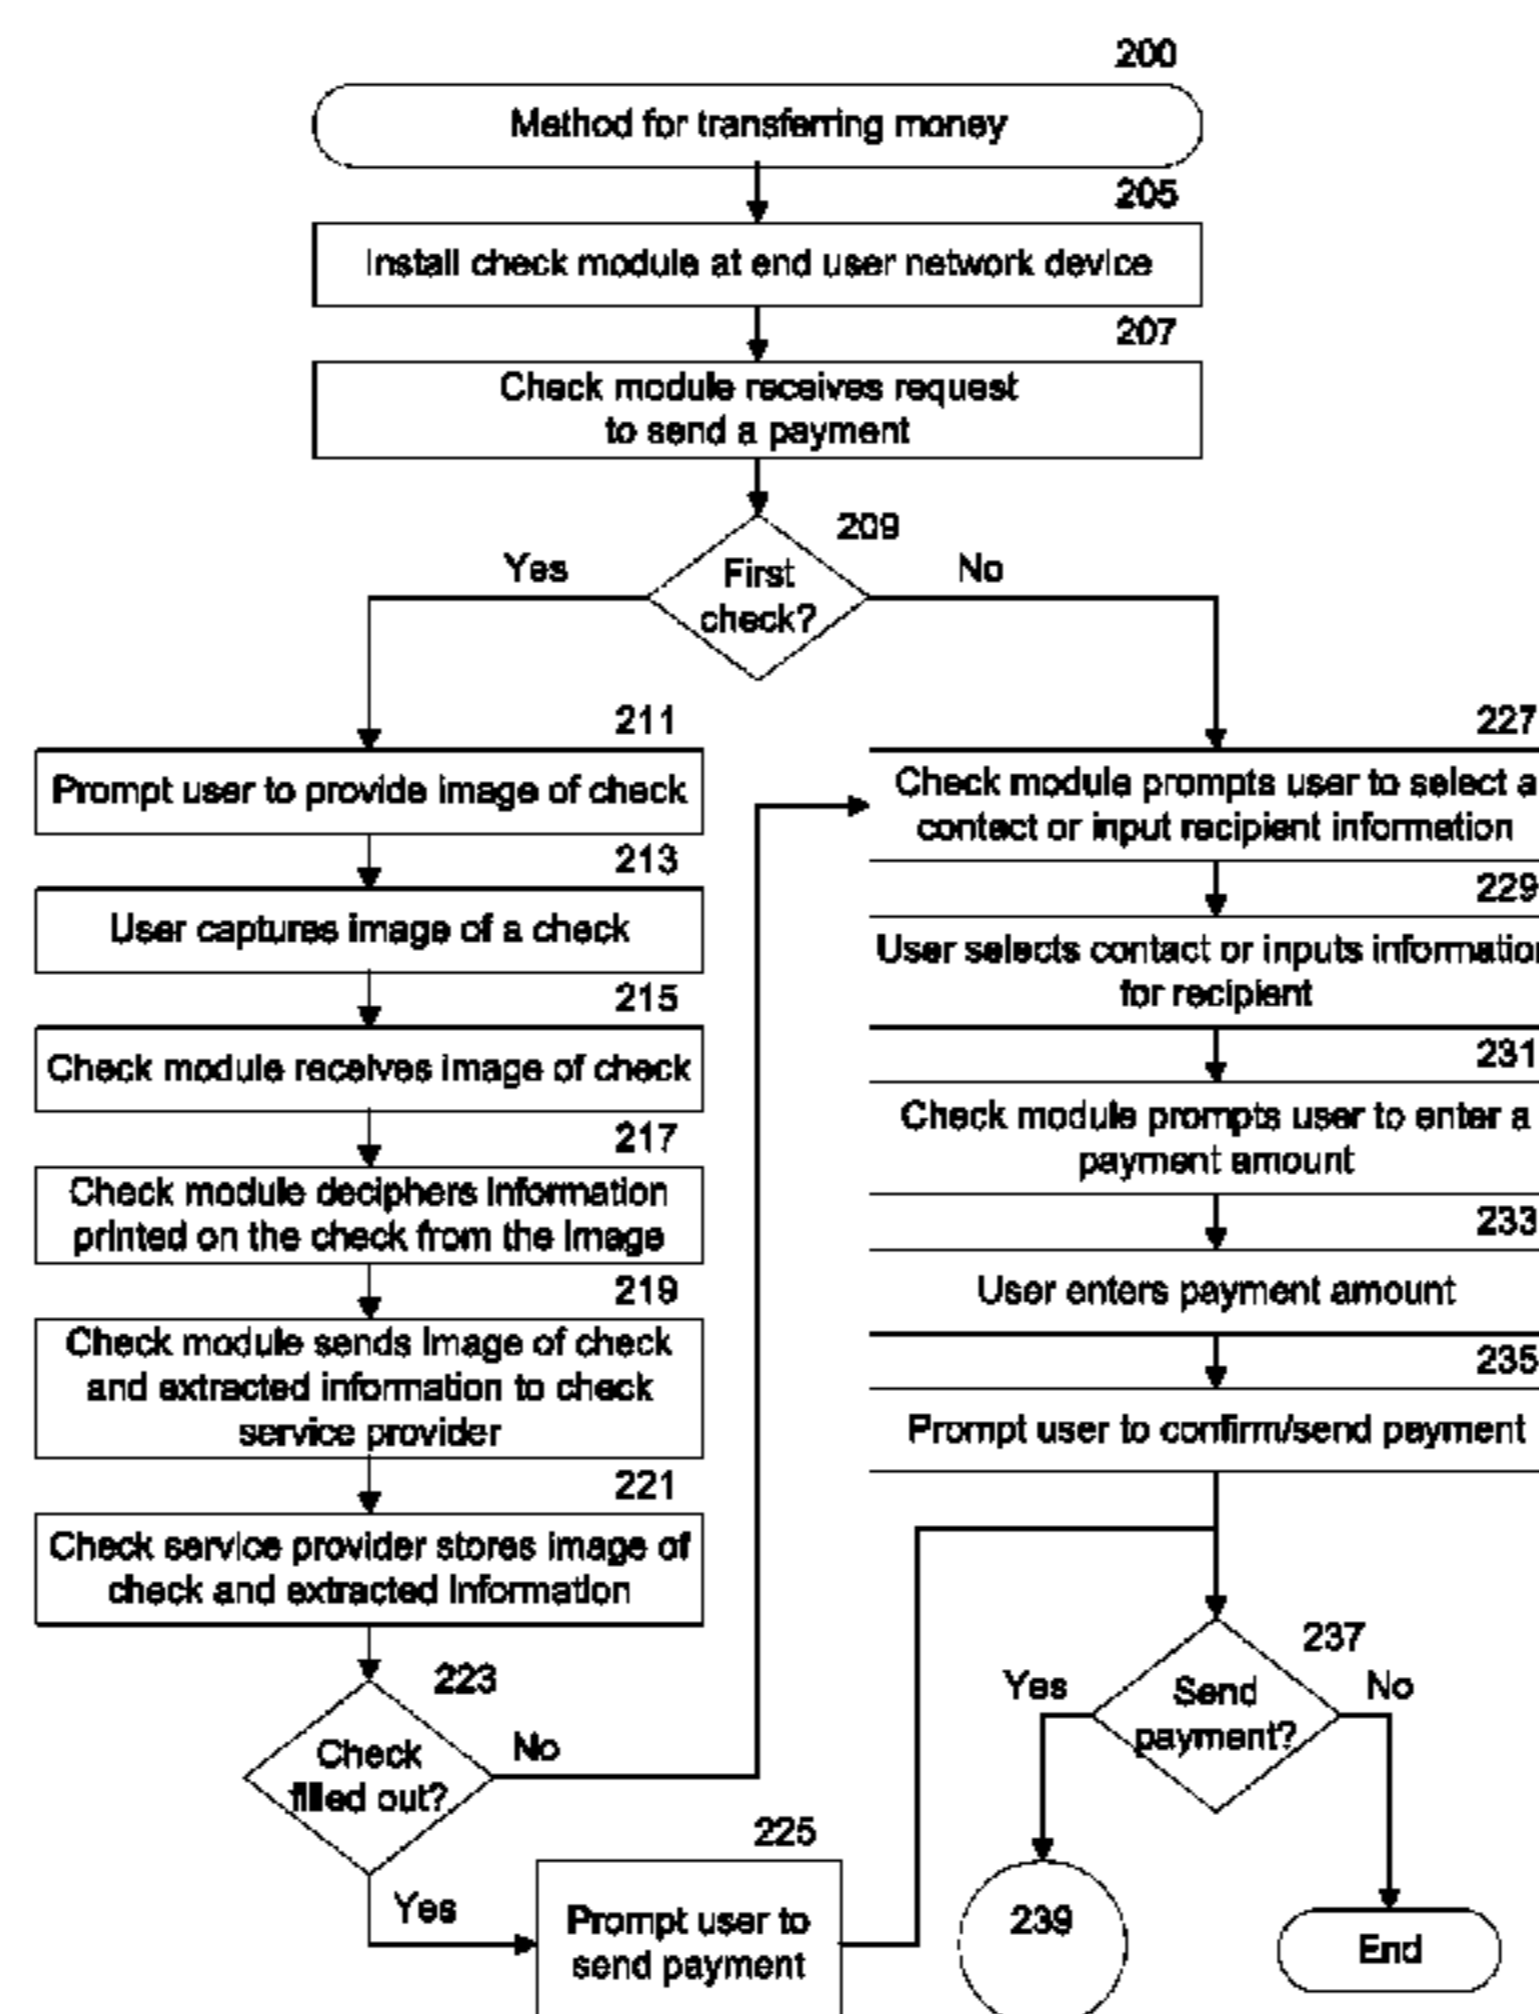 200
Method for transferring money
205
Install check module at end user network device
207
Check module receives request
to send a payment
209
First
check?
Yes
No
211
Prompt user to provide image of check
213
User captures image of a check
215
Check module receives image of check
217
Check module deciphers information
printed on the check from the image
219
Check module sends image of check
and extracted information to check
service provider
221
Check service provider stores image of
check and extracted information
223
Check
filled out?
No
Yes
225
Prompt user to
send payment
227
Check module prompts user to select a
contact or input recipient information
229
User selects contact or inputs information
for recipient
231
Check module prompts user to enter a
payment amount
233
User enters payment amount
235
Prompt user to confirm/send payment
237
Send
payment?
Yes
No
239
End